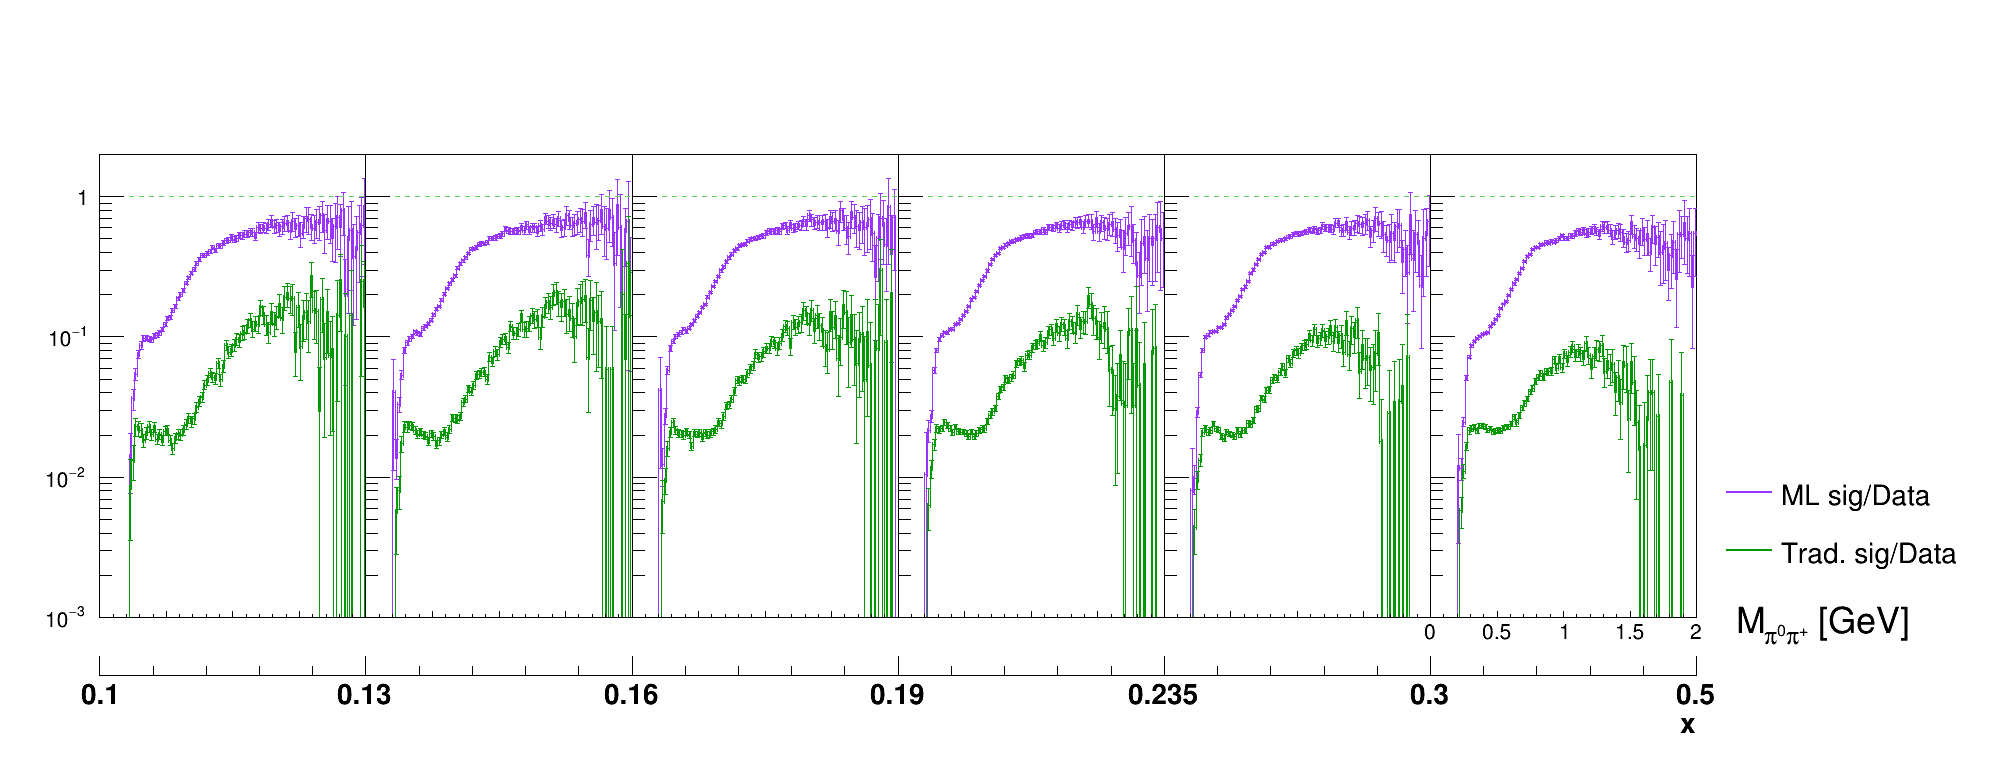 1
10⁻¹
10⁻²
10⁻³
ML sig/Data
Trad. sig/Data
0 0.5 1 1.5 2
M_π⁰π⁺ [GeV]
0.1 0.13 0.16 0.19 0.235 0.3 0.5
x